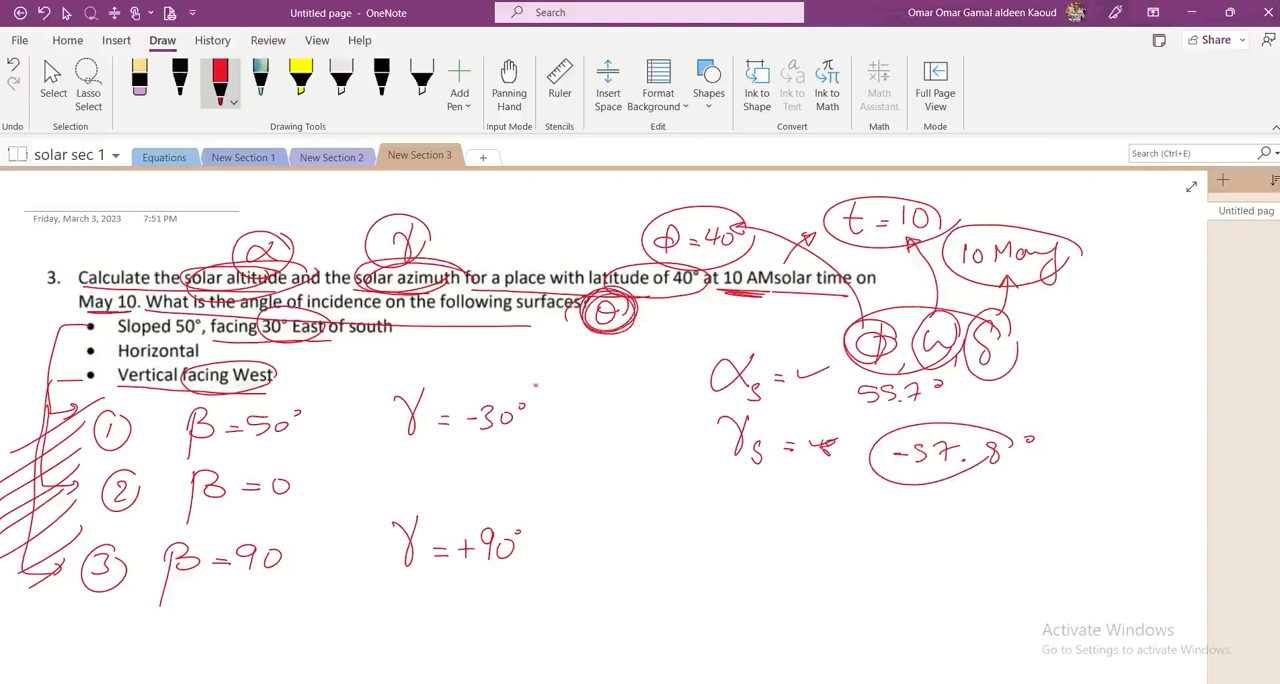 Untitled page - OneNote
Search
Omar Omar Gamal aldeen Kaoud
File Home Insert Draw History Review View Help
Share
Undo
Select
Lasso Select
Add Pen
Panning Hand
Ruler
Insert Space
Format Background
Shapes
Ink to Shape
Ink to Text
Ink to Math
Math Assistant
Full Page View
Undo Selection Drawing Tools Input Mode Stencils Edit Convert Math Mode
solar sec 1 Equations New Section 1 New Section 2 New Section 3 +
Search (Ctrl+E)
Untitled pag
Friday, March 3, 2023 7:51 PM
α γ ϕ = 40° t = 10 10 May
3. Calculate the solar altitude and the solar azimuth for a place with latitude of 40° at 10 AMsolar time on
May 10. What is the angle of incidence on the following surfaces
θ
• Sloped 50°, facing 30° East of south
ϕ, ω, δ
• Horizontal
• Vertical facing West
αs = ✓
55.7°
① β = 50° γ = -30°
γs = -57.8°
② β = 0
③ β = 90 γ = +90°
Activate Windows
Go to Settings to activate Windows.